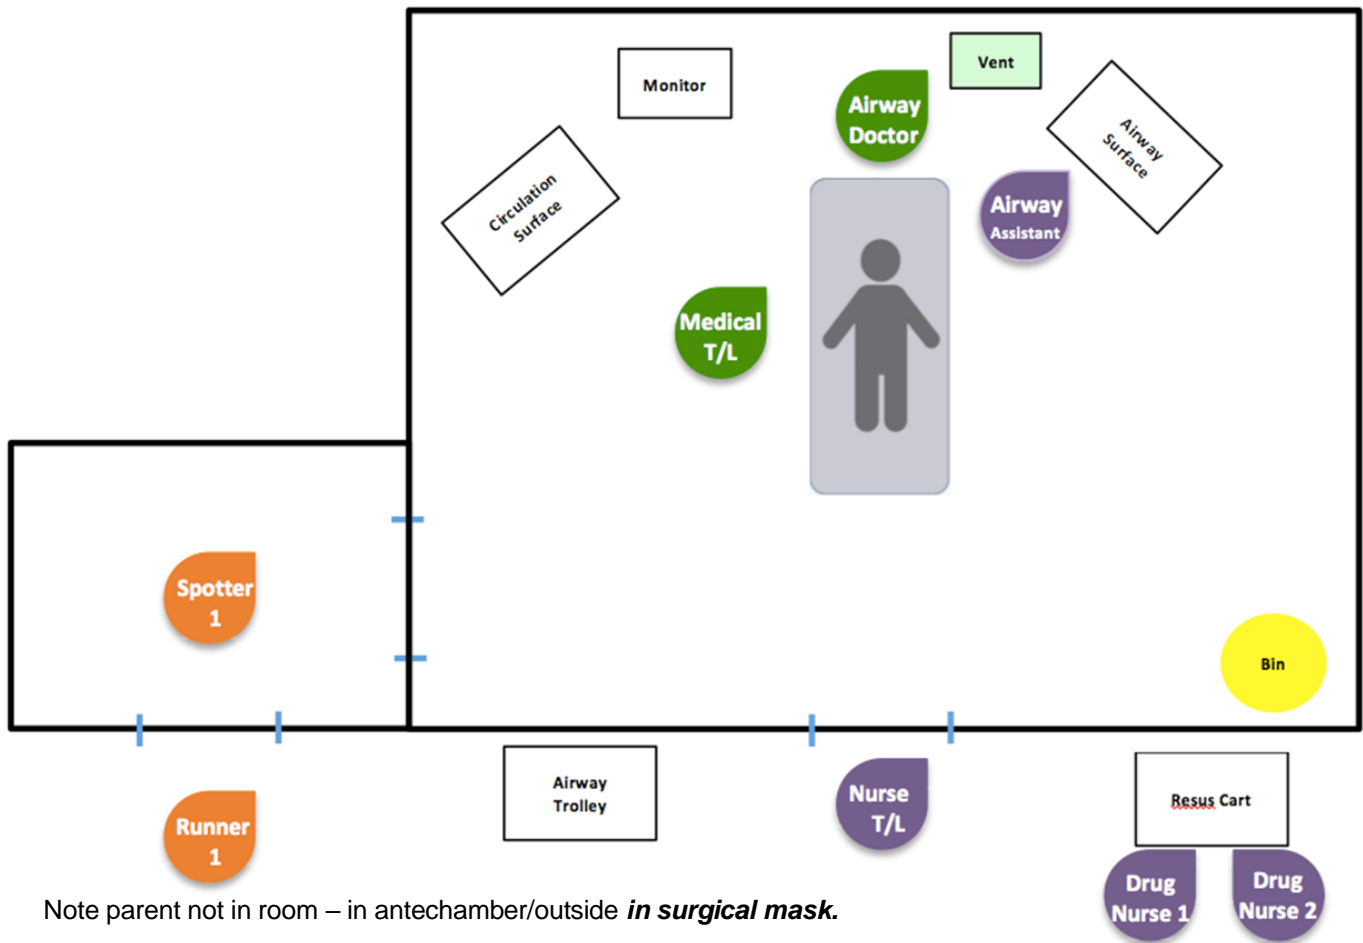 Monitor
Vent
Airway
Doctor
Airway
Surface
Circulation
Surface
Airway
Assistant
Medical
T/L
Spotter
1
Bin
Airway
Trolley
Nurse
T/L
Resus Cart
Runner
1
Drug
Nurse 1
Drug
Nurse 2
Note parent not in room – in antechamber/outside in surgical mask.